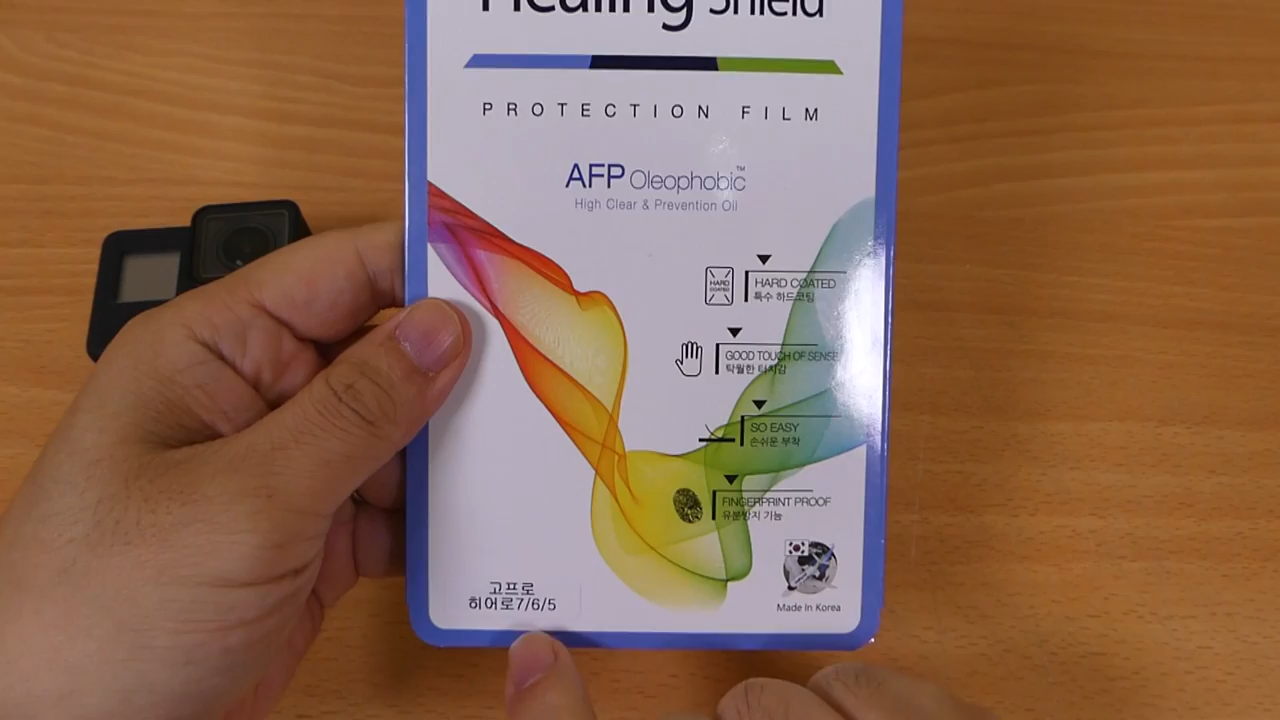 Healing Shield
PROTECTION FILM
AFP Oleophobic™
High Clear & Prevention Oil
HARD COATED
HARD COATED
특수 하드코팅
GOOD TOUCH OF SENSE
탁월한 터치감
SO EASY
손쉬운 부착
FINGERPRINT PROOF
유분방지 기능
고프로
히어로7/6/5
Made In Korea